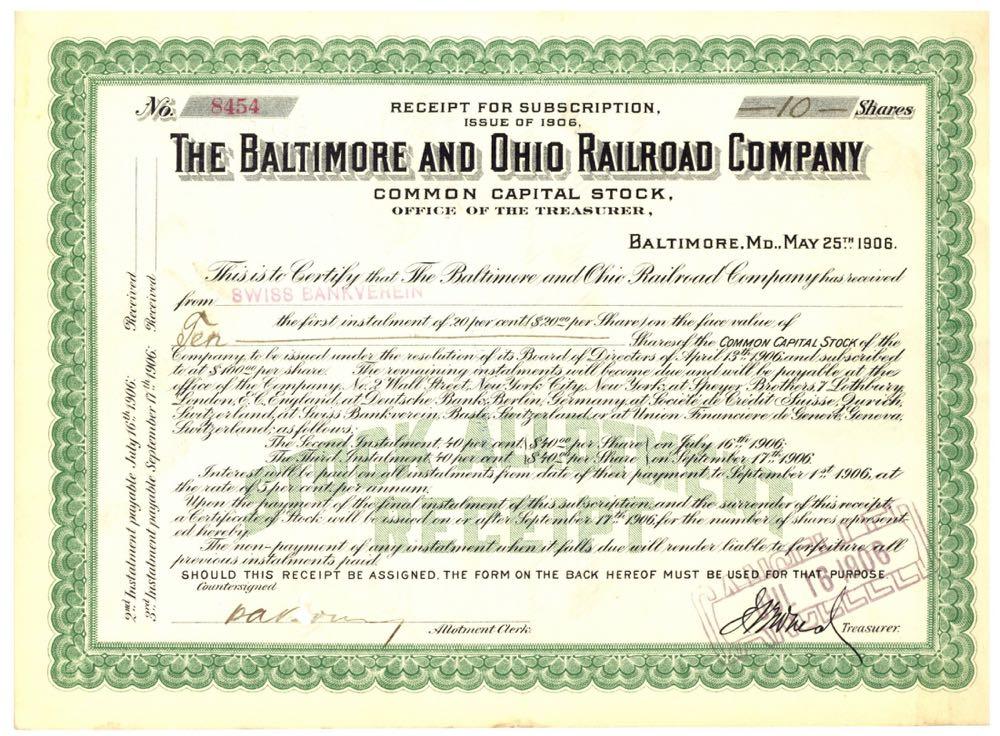 No. 8454
RECEIPT FOR SUBSCRIPTION,
ISSUE OF 1906,
—10— Shares
THE BALTIMORE AND OHIO RAILROAD COMPANY
COMMON CAPITAL STOCK,
OFFICE OF THE TREASURER,
BALTIMORE, MD., MAY 25TH 1906.
This is to Certify that The Baltimore and Ohio Railroad Company has received
from SWISS BANKVEREIN
the first instalment of 20 per cent ($20.00 per Share) on the face value of
Ten Shares of the COMMON CAPITAL STOCK of the
Company, to be issued under the resolution of its Board of Directors of April 13th 1906, and subscribed
to at $100.00 per share. The remaining instalments will become due and will be payable at the
office of the Company, No. 2 Wall Street, New York City, New York; at Speyer Brothers, 7 Lothbury,
London, E.C. England; at Deutsche Bank, Berlin, Germany; at Société de Crédit Suisse, Zurich,
Switzerland; at Swiss Bankverein, Basle, Switzerland, or at Union Financiere de Genevè, Geneva,
Switzerland; as follows,
The Second Instalment, 40 per cent. ($40.00 per Share) on July 16th 1906;
The Third Instalment, 40 per cent. ($40.00 per Share) on September 17th 1906.
Interest will be paid on all instalments from date of their payment to September 1st 1906, at
the rate of 5 per cent. per annum.
Upon the payment of the final instalment of this subscription and the surrender of this receipt,
a Certificate of Stock will be issued on or after September 17th 1906, for the number of shares represent-
ed hereby.
The non-payment of any instalment when it falls due will render liable to forfeiture all
previous instalments paid.
SHOULD THIS RECEIPT BE ASSIGNED, THE FORM ON THE BACK HEREOF MUST BE USED FOR THAT PURPOSE.
Countersigned
Allotment Clerk.
Treasurer.
STOCK ALLOTMENT
RECEIPT
JUL 16 1906
2nd Instalment payable July 16th 1906; Received
3rd Instalment payable September 17th 1906; Received